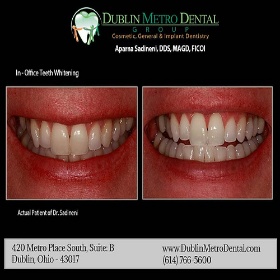 DUBLIN METRO DENTAL
GROUP
Cosmetic, General & Implant Dentistry
Aparna Sadineni, DDS, MAGD, FICOI
In - Office Teeth Whitening
Actual Patient of Dr. Sadineni
420 Metro Place South, Suite: B
Dublin, Ohio - 43017
www.DublinMetroDental.com
(614) 766-5600